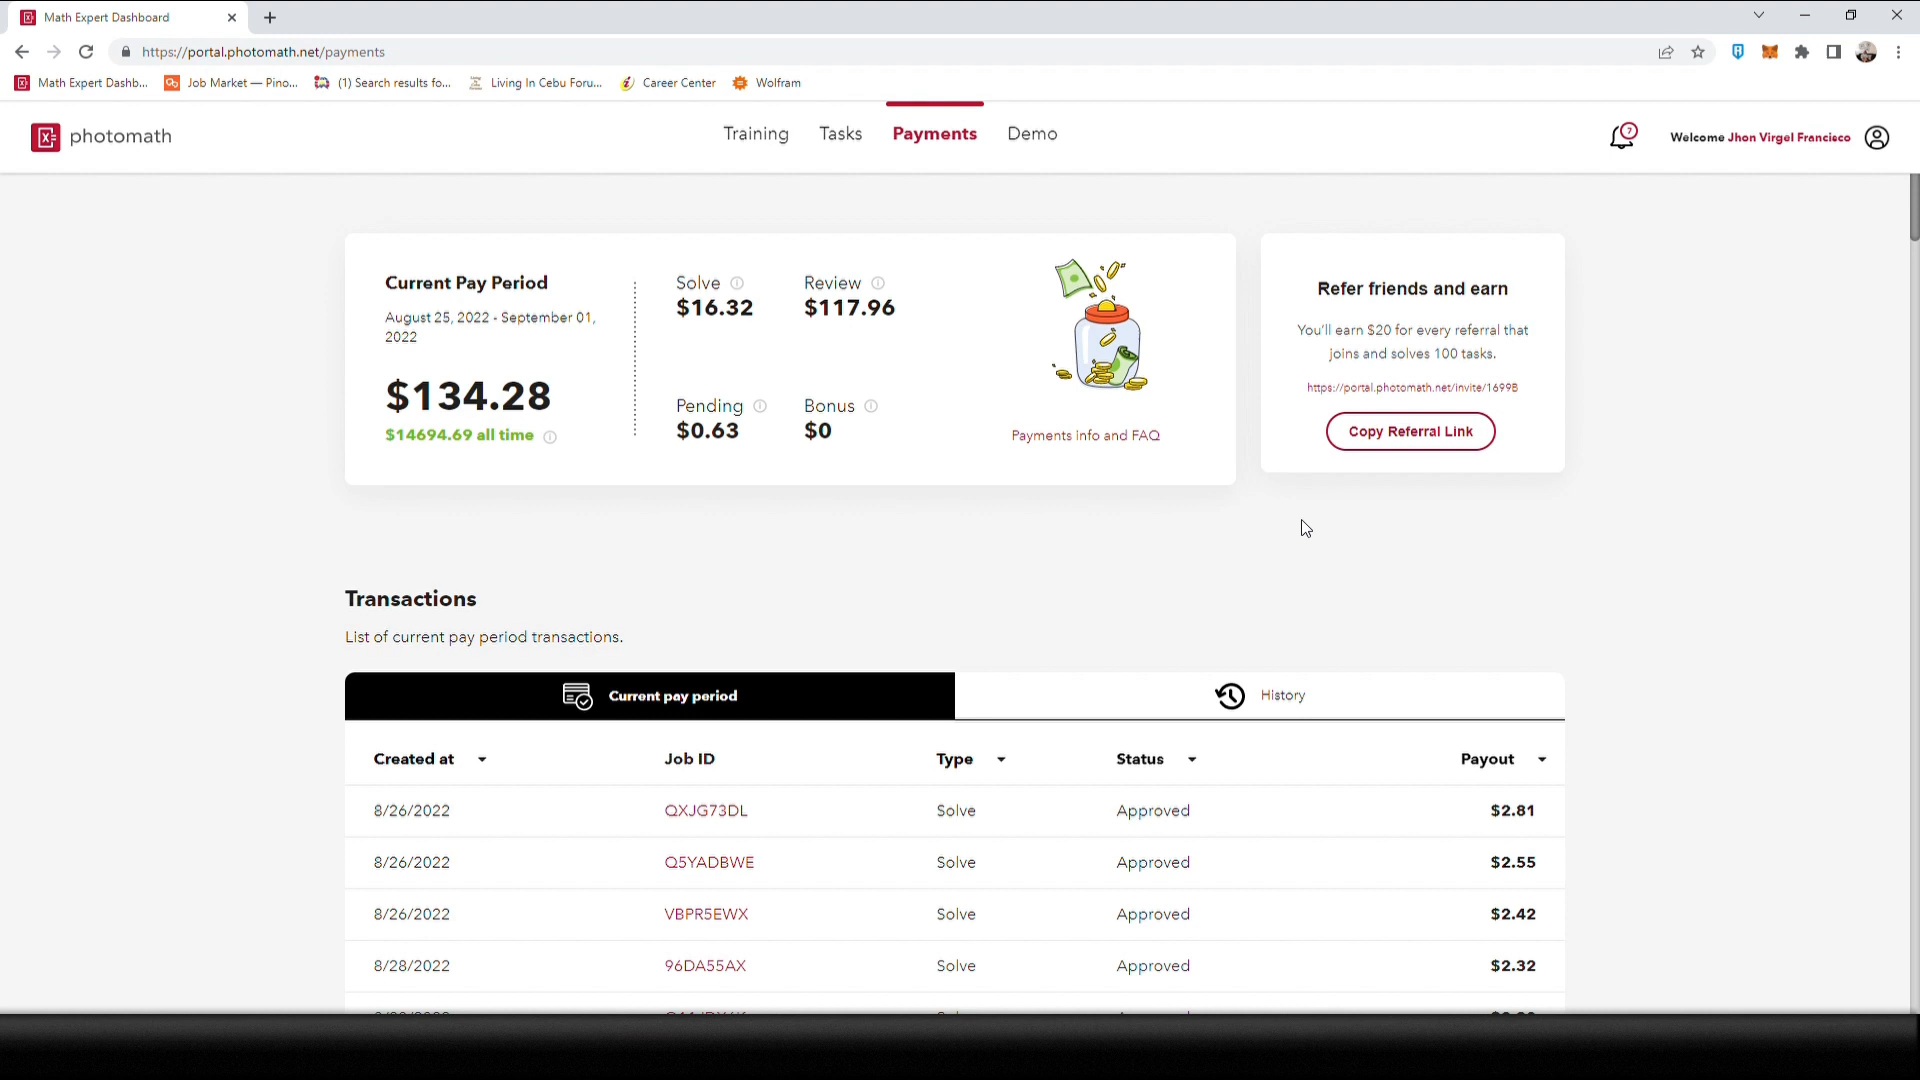 Math Expert Dashboard
https://portal.photomath.net/payments
Math Expert Dashb...
Job Market — Pino...
(1) Search results fo...
Living In Cebu Foru...
Career Center
Wolfram
photomath
Training
Tasks
Payments
Demo
7
Welcome Jhon Virgel Francisco
Current Pay Period
August 25, 2022 - September 01,
2022
$134.28
$14694.69 all time
Solve
$16.32
Review
$117.96
Pending
$0.63
Bonus
$0
Payments info and FAQ
Refer friends and earn
You'll earn $20 for every referral that
joins and solves 100 tasks.
https://portal.photomath.net/invite/1699B
Copy Referral Link
Transactions
List of current pay period transactions.
Current pay period
History
Created at Job ID Type Status Payout
8/26/2022 QXJG73DL Solve Approved $2.81
8/26/2022 Q5YADBWE Solve Approved $2.55
8/26/2022 VBPR5EWX Solve Approved $2.42
8/28/2022 96DA55AX Solve Approved $2.32